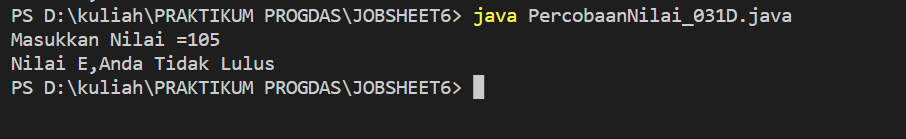 PS D:\kuliah\PRAKTIKUM PROGDAS\JOBSHEET6> java PercobaanNilai_031D.java
Masukkan Nilai =105
Nilai E,Anda Tidak Lulus
PS D:\kuliah\PRAKTIKUM PROGDAS\JOBSHEET6>